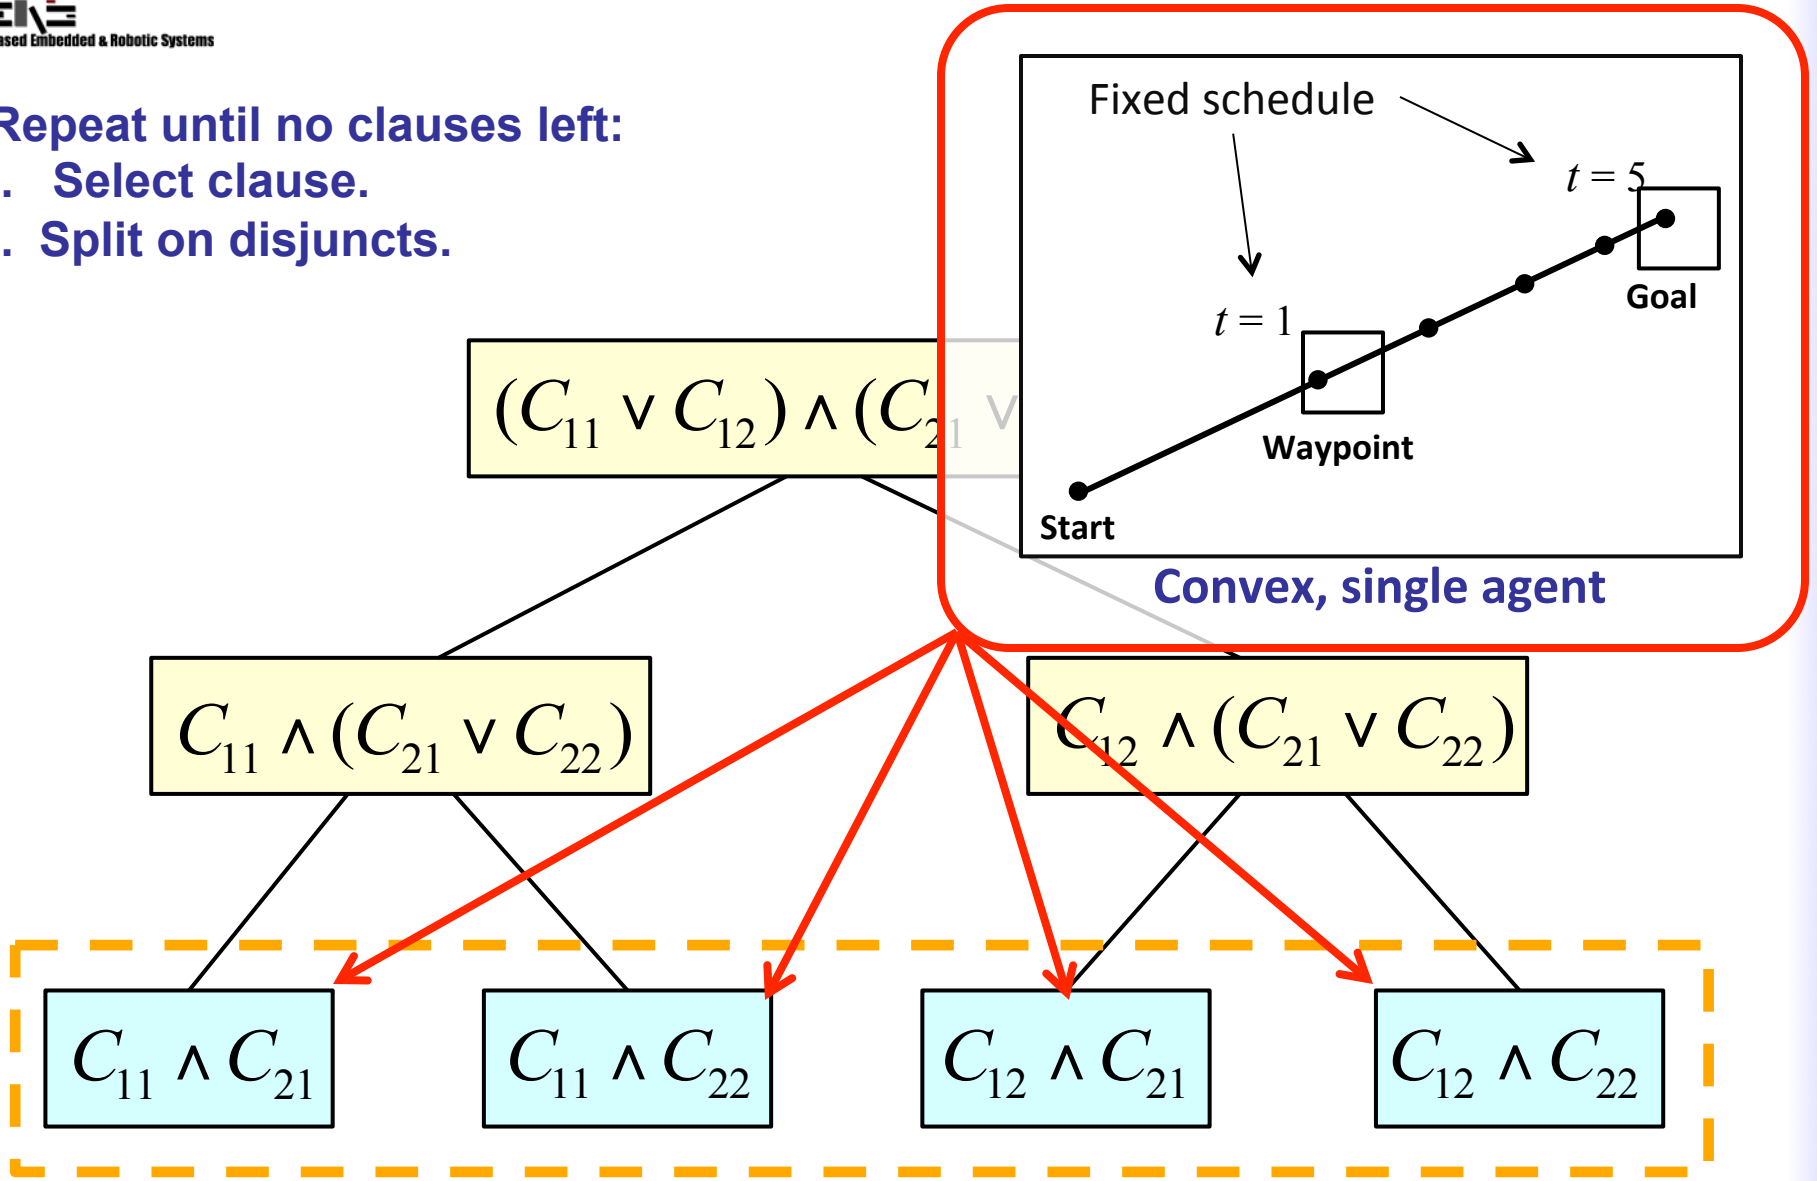 ased Embedded & Robotic Systems
Repeat until no clauses left:
. Select clause.
. Split on disjuncts.
Fixed schedule
t = 5
Goal
t = 1
Waypoint
Start
Convex, single agent
(C11 ∨ C12) ∧ (C21 ∨
C11 ∧ (C21 ∨ C22)
C12 ∧ (C21 ∨ C22)
C11 ∧ C21
C11 ∧ C22
C12 ∧ C21
C12 ∧ C22